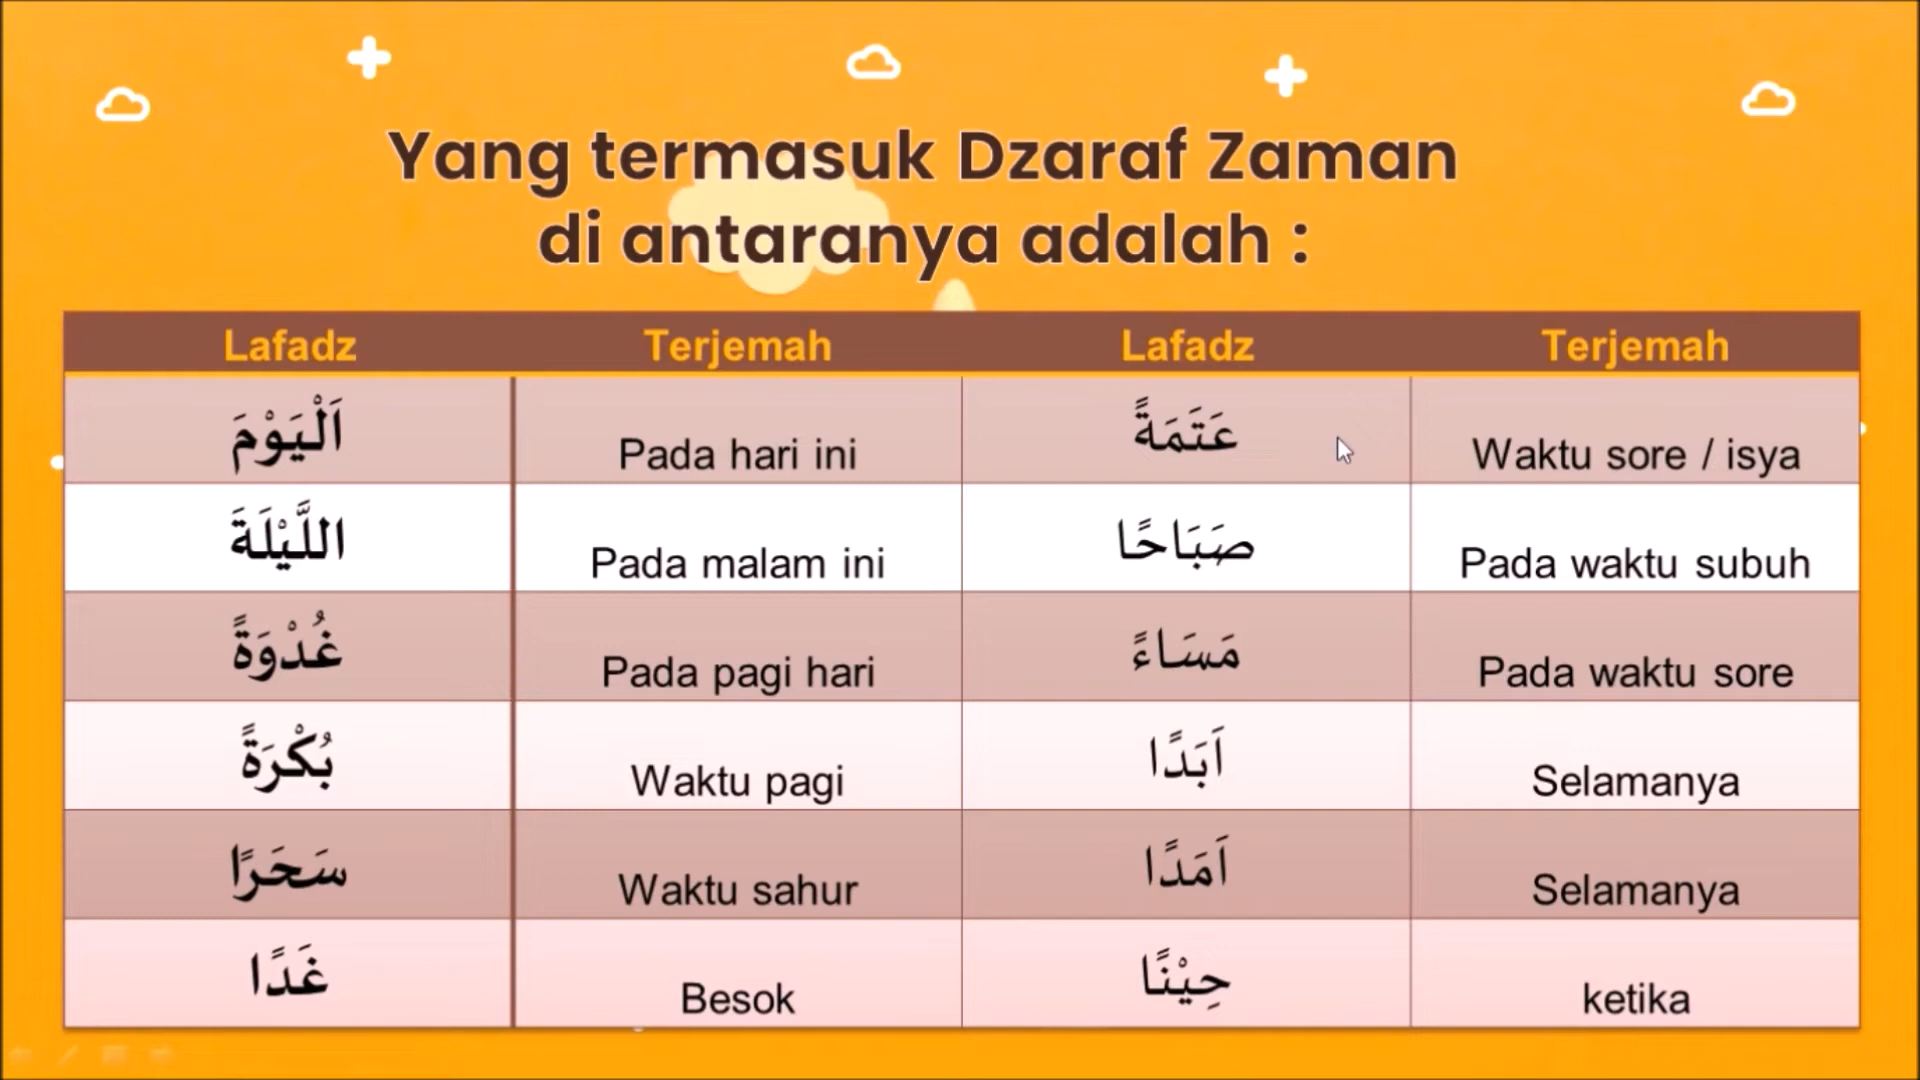 Yang termasuk Dzaraf Zaman
di antaranya adalah :
Lafadz Terjemah Lafadz Terjemah
اَلْيَوْمَ Pada hari ini عَتَمَةً Waktu sore / isya
اللَّيْلَةَ Pada malam ini صَبَاحًا Pada waktu subuh
غُدْوَةً Pada pagi hari مَسَاءً Pada waktu sore
بُكْرَةً Waktu pagi اَبَدًا Selamanya
سَحَرًا Waktu sahur اَمَدًا Selamanya
غَدًا Besok حِيْنًا ketika